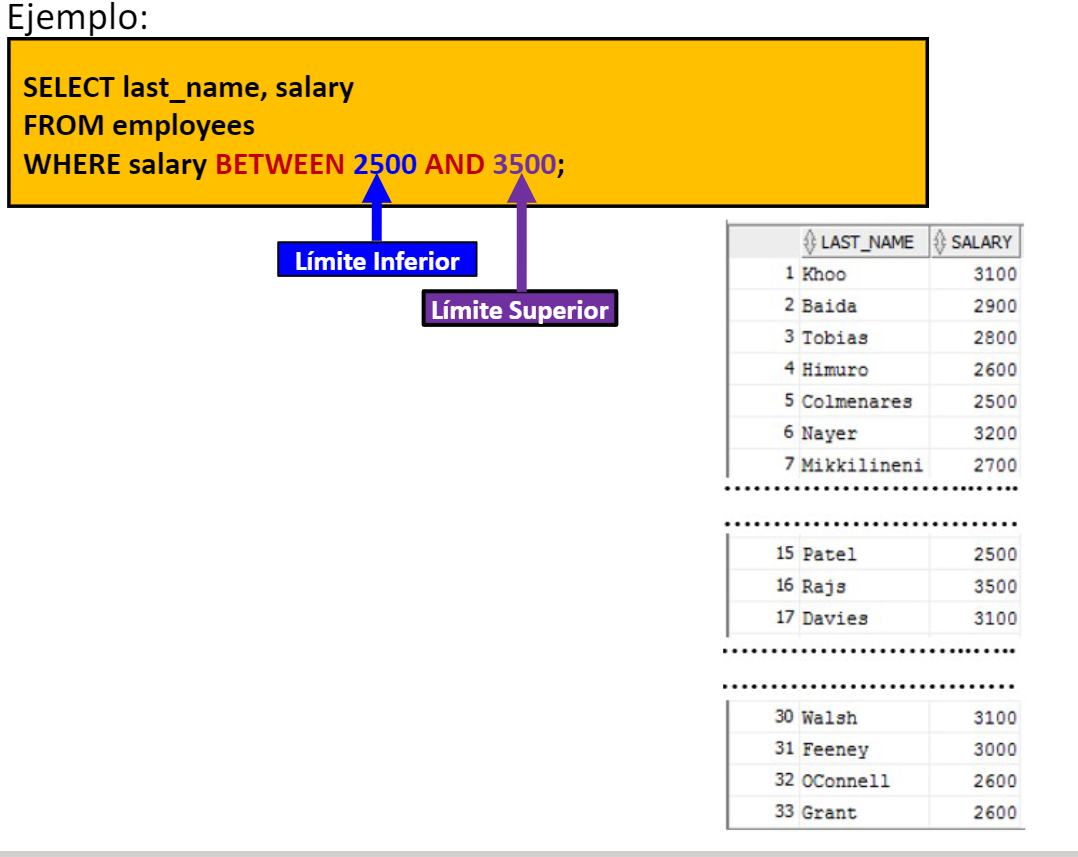 Ejemplo:
SELECT last_name, salary
FROM employees
WHERE salary BETWEEN 2500 AND 3500;
Límite Inferior
Límite Superior
LAST_NAME SALARY
1 Khoo 3100
2 Baida 2900
3 Tobias 2800
4 Himuro 2600
5 Colmenares 2500
6 Nayer 3200
7 Mikkilineni 2700
15 Patel 2500
16 Rajs 3500
17 Davies 3100
30 Walsh 3100
31 Feeney 3000
32 OConnell 2600
33 Grant 2600